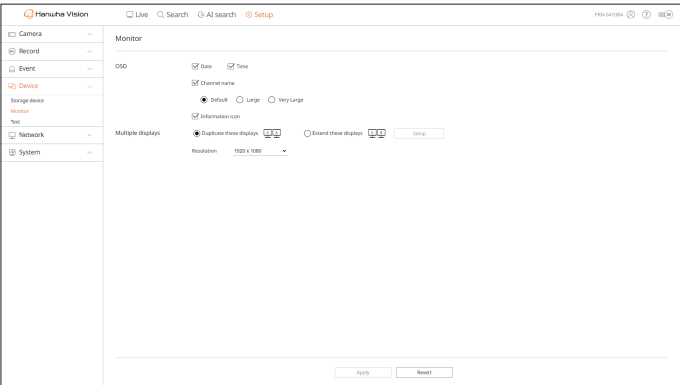 Hanwha Vision
Live Search AI search Setup
PRN-6410DB4
Camera
Record
Event
Device
Storage device
Monitor
Text
Network
System
Monitor
OSD Date Time
Channel name
Default Large Very Large
Information icon
Multiple displays Duplicate these displays Extend these displays Setup
Resolution 1920 x 1080
Apply Revert